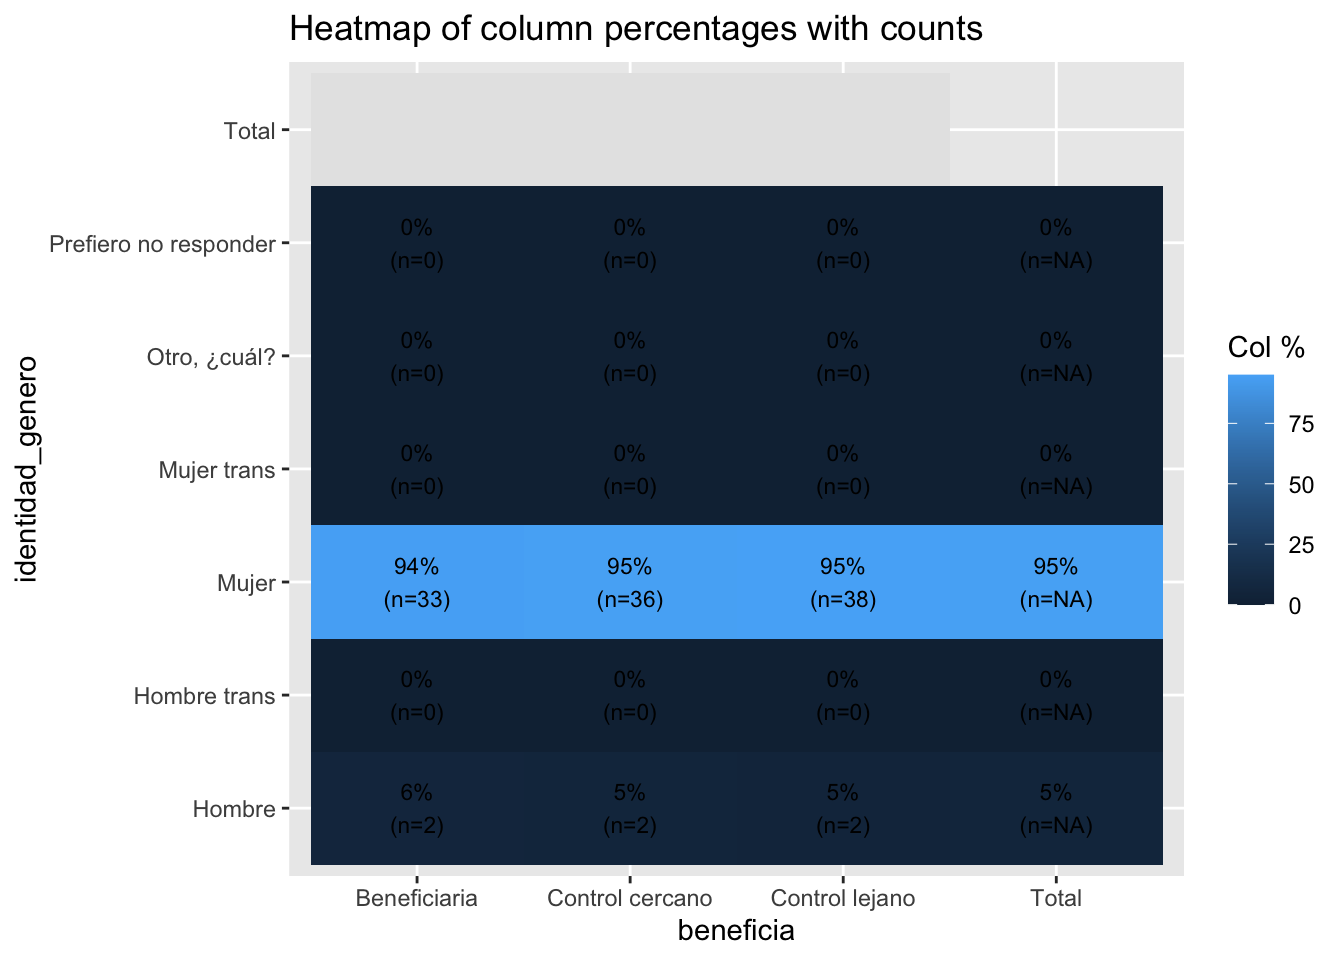 Heatmap of column percentages with counts
identidad_genero
Total
Prefiero no responder
0% 0% 0% 0%
(n=0) (n=0) (n=0) (n=NA)
Otro, ¿cuál?
0% 0% 0% 0%
(n=0) (n=0) (n=0) (n=NA)
Mujer trans
0% 0% 0% 0%
(n=0) (n=0) (n=0) (n=NA)
Mujer
94% 95% 95% 95%
(n=33) (n=36) (n=38) (n=NA)
Hombre trans
0% 0% 0% 0%
(n=0) (n=0) (n=0) (n=NA)
Hombre
6% 5% 5% 5%
(n=2) (n=2) (n=2) (n=NA)
Beneficiaria Control cercano Control lejano Total
beneficia
Col %
75
50
25
0